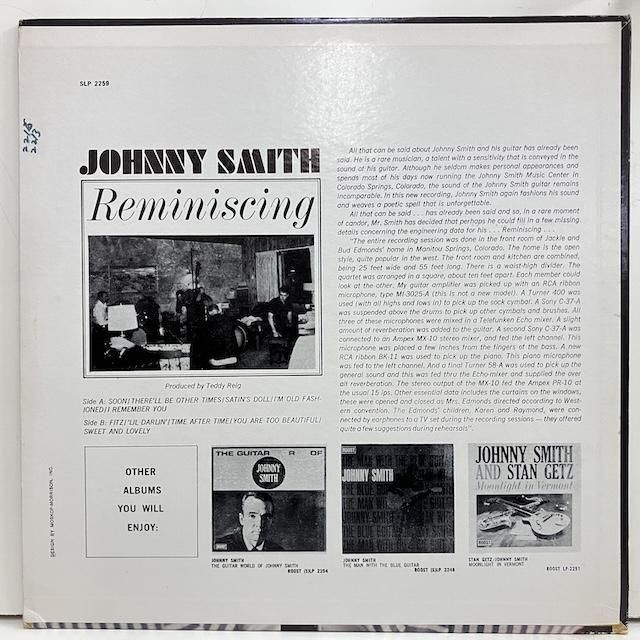 SLP 2259
JOHNNY SMITH
Reminiscing
Produced by Teddy Reig
Side A: SOON/THERE'LL BE OTHER TIMES/SATIN'S DOLL/I'M OLD FASH-
IONED/I REMEMBER YOU
Side B: FITZ/'LIL DARLIN'/TIME AFTER TIME/YOU ARE TOO BEAUTIFUL/
SWEET AND LOVELY
All that can be said about Johnny Smith and his guitar has already been
said. He is a rare musician, a talent with a sensitivity that is conveyed in the
sound of his guitar. Although he seldom makes personal appearances and
spends most of his days now running the Johnny Smith Music Center in
Colorado Springs, Colorado, the sound of the Johnny Smith guitar remains
incomparable. In this new recording, Johnny Smith again fashions his sound
and weaves a poetic spell that is unforgettable.
All that can be said . . . has already been said and so, in a rare moment
of candor, Mr. Smith has decided that perhaps he could fill in a few missing
details concerning the engineering data for his . . . Reminiscing . . .
"The entire recording session was done in the front room of Jackie and
Bud Edmonds' home in Manitou Springs, Colorado. The home is the open
style, quite popular in the west. The front room and kitchen are combined,
being 25 feet wide and 55 feet long. There is a waist-high divider. The
quartet was arranged in a square, about ten feet apart. Each member could
look at the other. My guitar amplifier was picked up with an RCA ribbon
microphone, type MI-3025-A (this is not a new model). A Turner 400 was
used (with all highs and lows in) to pick up the sock cymbal. A Sony C-37-A
was suspended above the drums to pick up other cymbals and brushes. All
three of these microphones were mixed in a Telefunken Echo mixer. A slight
amount of reverberation was added to the guitar. A second Sony C-37-A was
connected to an Ampex MX-10 stereo mixer, and fed the left channel. This
microphone was placed a few inches from the fingers of the bass. A new
RCA ribbon BK-11 was used to pick up the piano. This piano microphone
was fed to the left channel. And a final Turner 58-A was used to pick up the
general sound and this was fed thru the Echo-mixer and supplied the over
all reverberation. The stereo output of the MX-10 fed the Ampex PR-10 at
the usual 15 ips. Other essential data includes the curtains on the windows,
these were opened and closed as Mrs. Edmonds directed according to West-
ern convention. The Edmonds' children, Karen and Raymond, were con-
nected by earphones to a TV set during the recording sessions — they offered
quite a few suggestions during rehearsals".
OTHER
ALBUMS
YOU WILL
ENJOY:
THE GUITAR
OF
JOHNNY
SMITH
JOHNNY SMITH
THE GUITAR WORLD OF JOHNNY SMITH
ROOST (S)LP 2254
JOHNNY SMITH
JOHNNY SMITH
THE MAN WITH THE BLUE GUITAR
ROOST (S)LP 2248
JOHNNY SMITH
AND STAN GETZ
Moonlight in Vermont
ROOST
STAN GETZ/JOHNNY SMITH
MOONLIGHT IN VERMONT
ROOST LP-2251
DESIGN BY MOSKOF-MORRISON, INC.